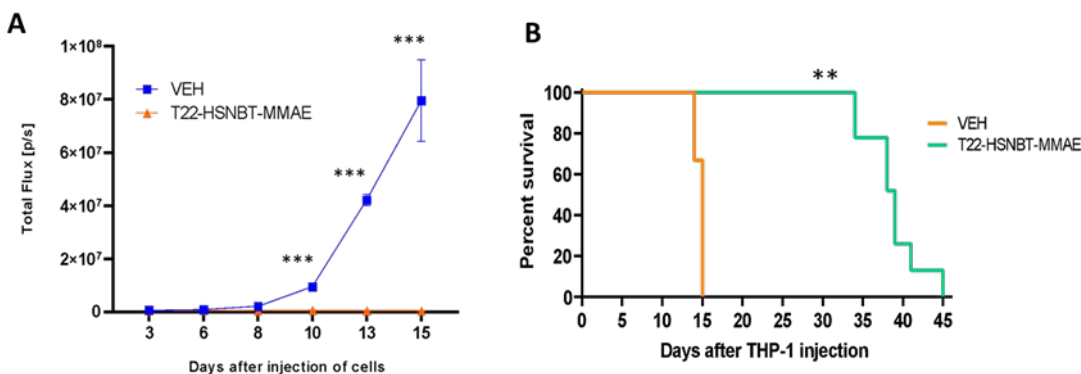 A
***
1×10⁸
VEH
T22-HSNBT-MMAE
8×10⁷
6×10⁷
***
4×10⁷
***
2×10⁷
0
Total Flux [p/s]
3 6 8 10 13 15
Days after injection of cells
B
**
100
80
60
40
20
0
Percent survival
VEH
T22-HSNBT-MMAE
0 5 10 15 20 25 30 35 40 45
Days after THP-1 injection